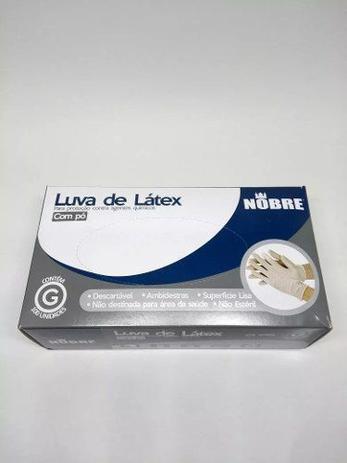 Luva de Látex
Para proteção contra agentes químicos
Com pó
NOBRE
CONTÉM
G
100 UNIDADES
• Descartável • Ambidestras • Superfície Lisa
• Não destinada para área da saúde • Não Estéril
NOBRE
Luva de Látex